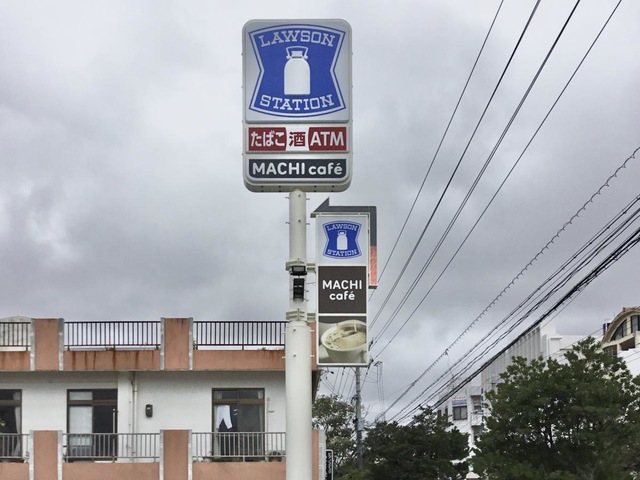 LAWSON
STATION
たばこ 酒 ATM
MACHI café
LAWSON
STATION
MACHI
café